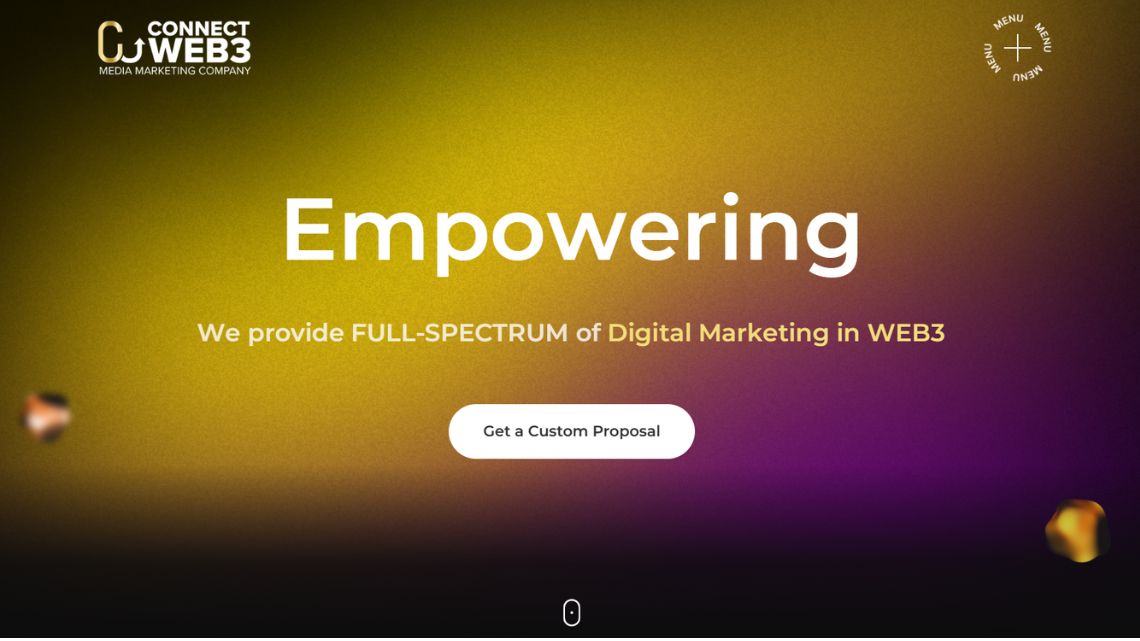 CONNECT
WEB3
MEDIA MARKETING COMPANY
MENU MENU MENU MENU
Empowering
We provide FULL-SPECTRUM of Digital Marketing in WEB3
Get a Custom Proposal